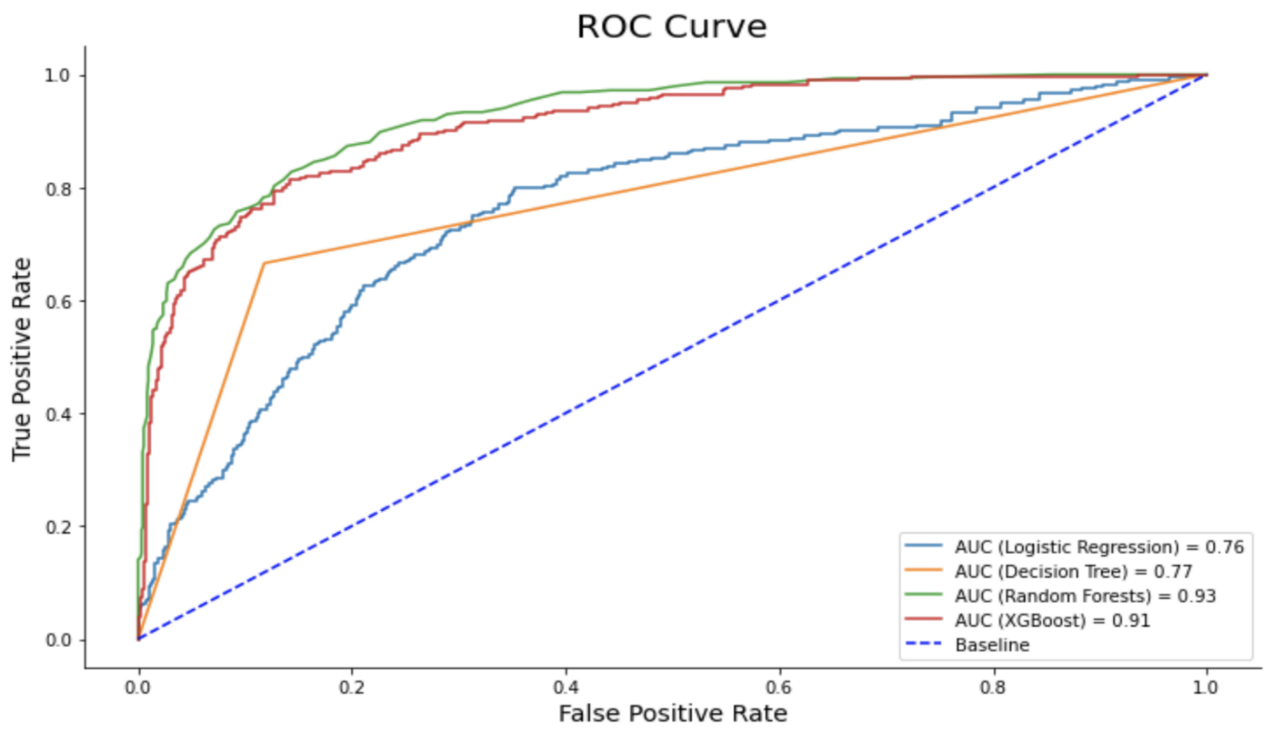 ROC Curve
True Positive Rate
1.0
0.8
0.6
0.4
0.2
0.0
AUC (Logistic Regression) = 0.76
AUC (Decision Tree) = 0.77
AUC (Random Forests) = 0.93
AUC (XGBoost) = 0.91
Baseline
0.0 0.2 0.4 0.6 0.8 1.0
False Positive Rate